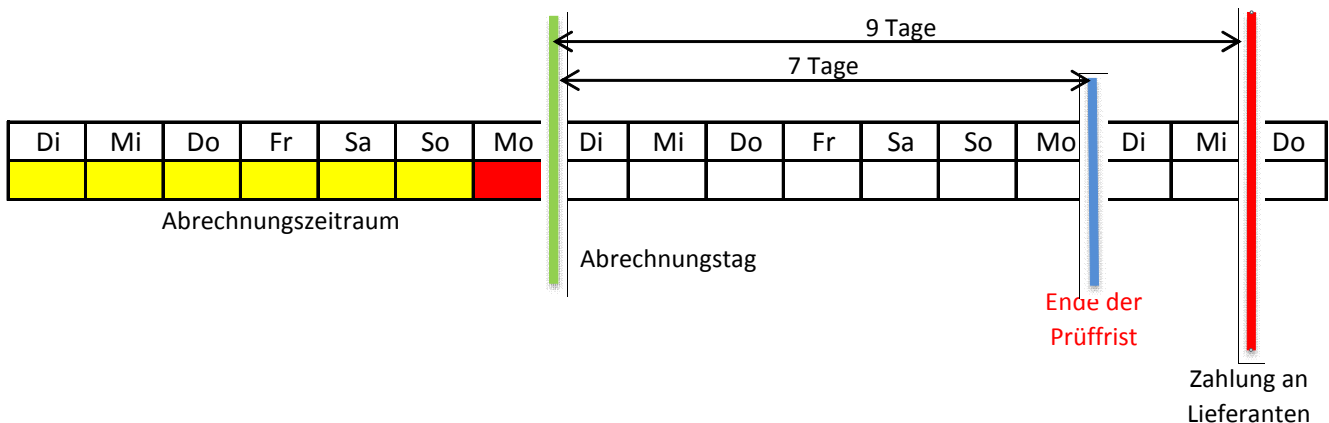 9 Tage
7 Tage
Di Mi Do Fr Sa So Mo Di Mi Do Fr Sa So Mo Di Mi Do
Abrechnungszeitraum
Abrechnungstag
Ende der
Prüffrist
Zahlung an
Lieferanten